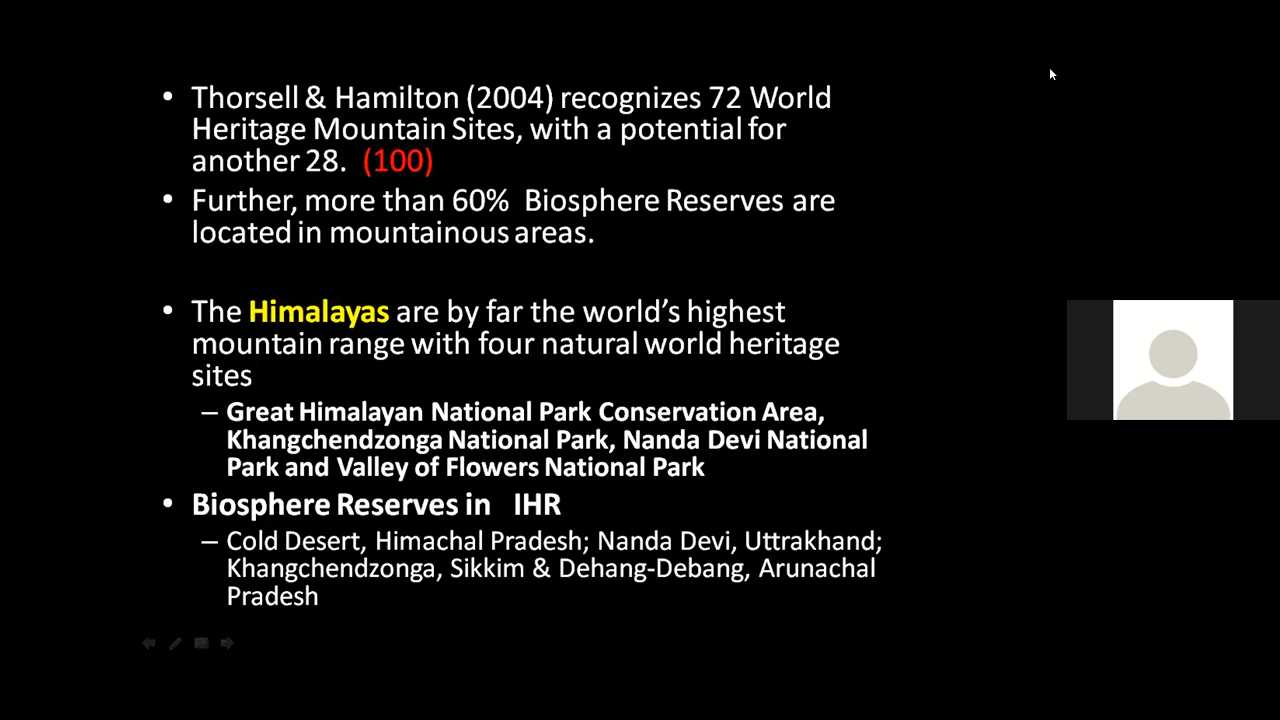 • Thorsell & Hamilton (2004) recognizes 72 World
Heritage Mountain Sites, with a potential for
another 28. (100)
• Further, more than 60% Biosphere Reserves are
located in mountainous areas.
• The Himalayas are by far the world’s highest
mountain range with four natural world heritage
sites
– Great Himalayan National Park Conservation Area,
Khangchendzonga National Park, Nanda Devi National
Park and Valley of Flowers National Park
• Biosphere Reserves in IHR
– Cold Desert, Himachal Pradesh; Nanda Devi, Uttrakhand;
Khangchendzonga, Sikkim & Dehang-Debang, Arunachal
Pradesh